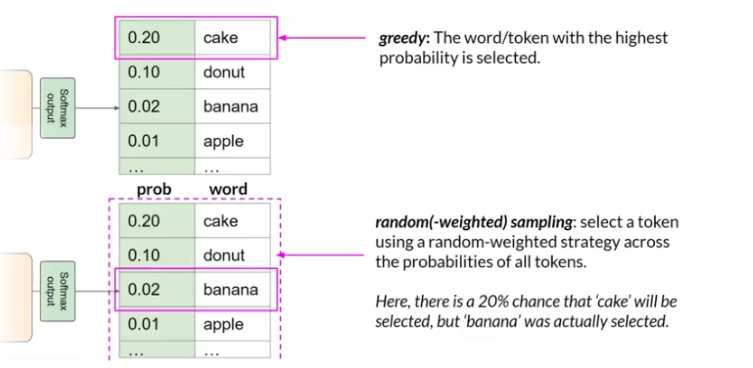 0.20 cake
greedy: The word/token with the highest
probability is selected.
0.10 donut
Softmax
output
0.02 banana
0.01 apple
... ...
prob word
0.20 cake
random(-weighted) sampling: select a token
using a random-weighted strategy across
the probabilities of all tokens.
0.10 donut
Softmax
output
0.02 banana
Here, there is a 20% chance that ‘cake’ will be
selected, but ‘banana’ was actually selected.
0.01 apple
... ...